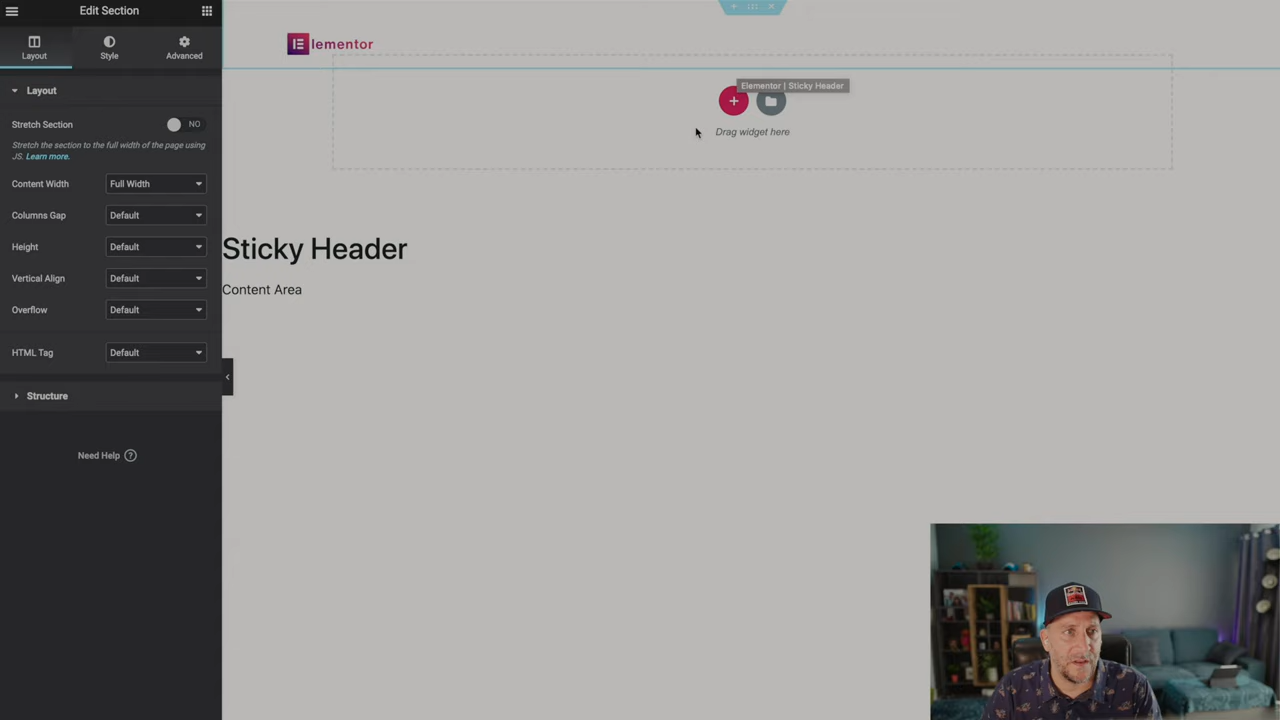 Edit Section
Layout
Style
Advanced
Layout
Stretch Section
NO
Stretch the section to the full width of the page using
JS. Learn more.
Content Width
Full Width
Columns Gap
Default
Height
Default
Vertical Align
Default
Overflow
Default
HTML Tag
Default
Structure
Need Help ?
Elementor
Elementor | Sticky Header
Drag widget here
Sticky Header
Content Area